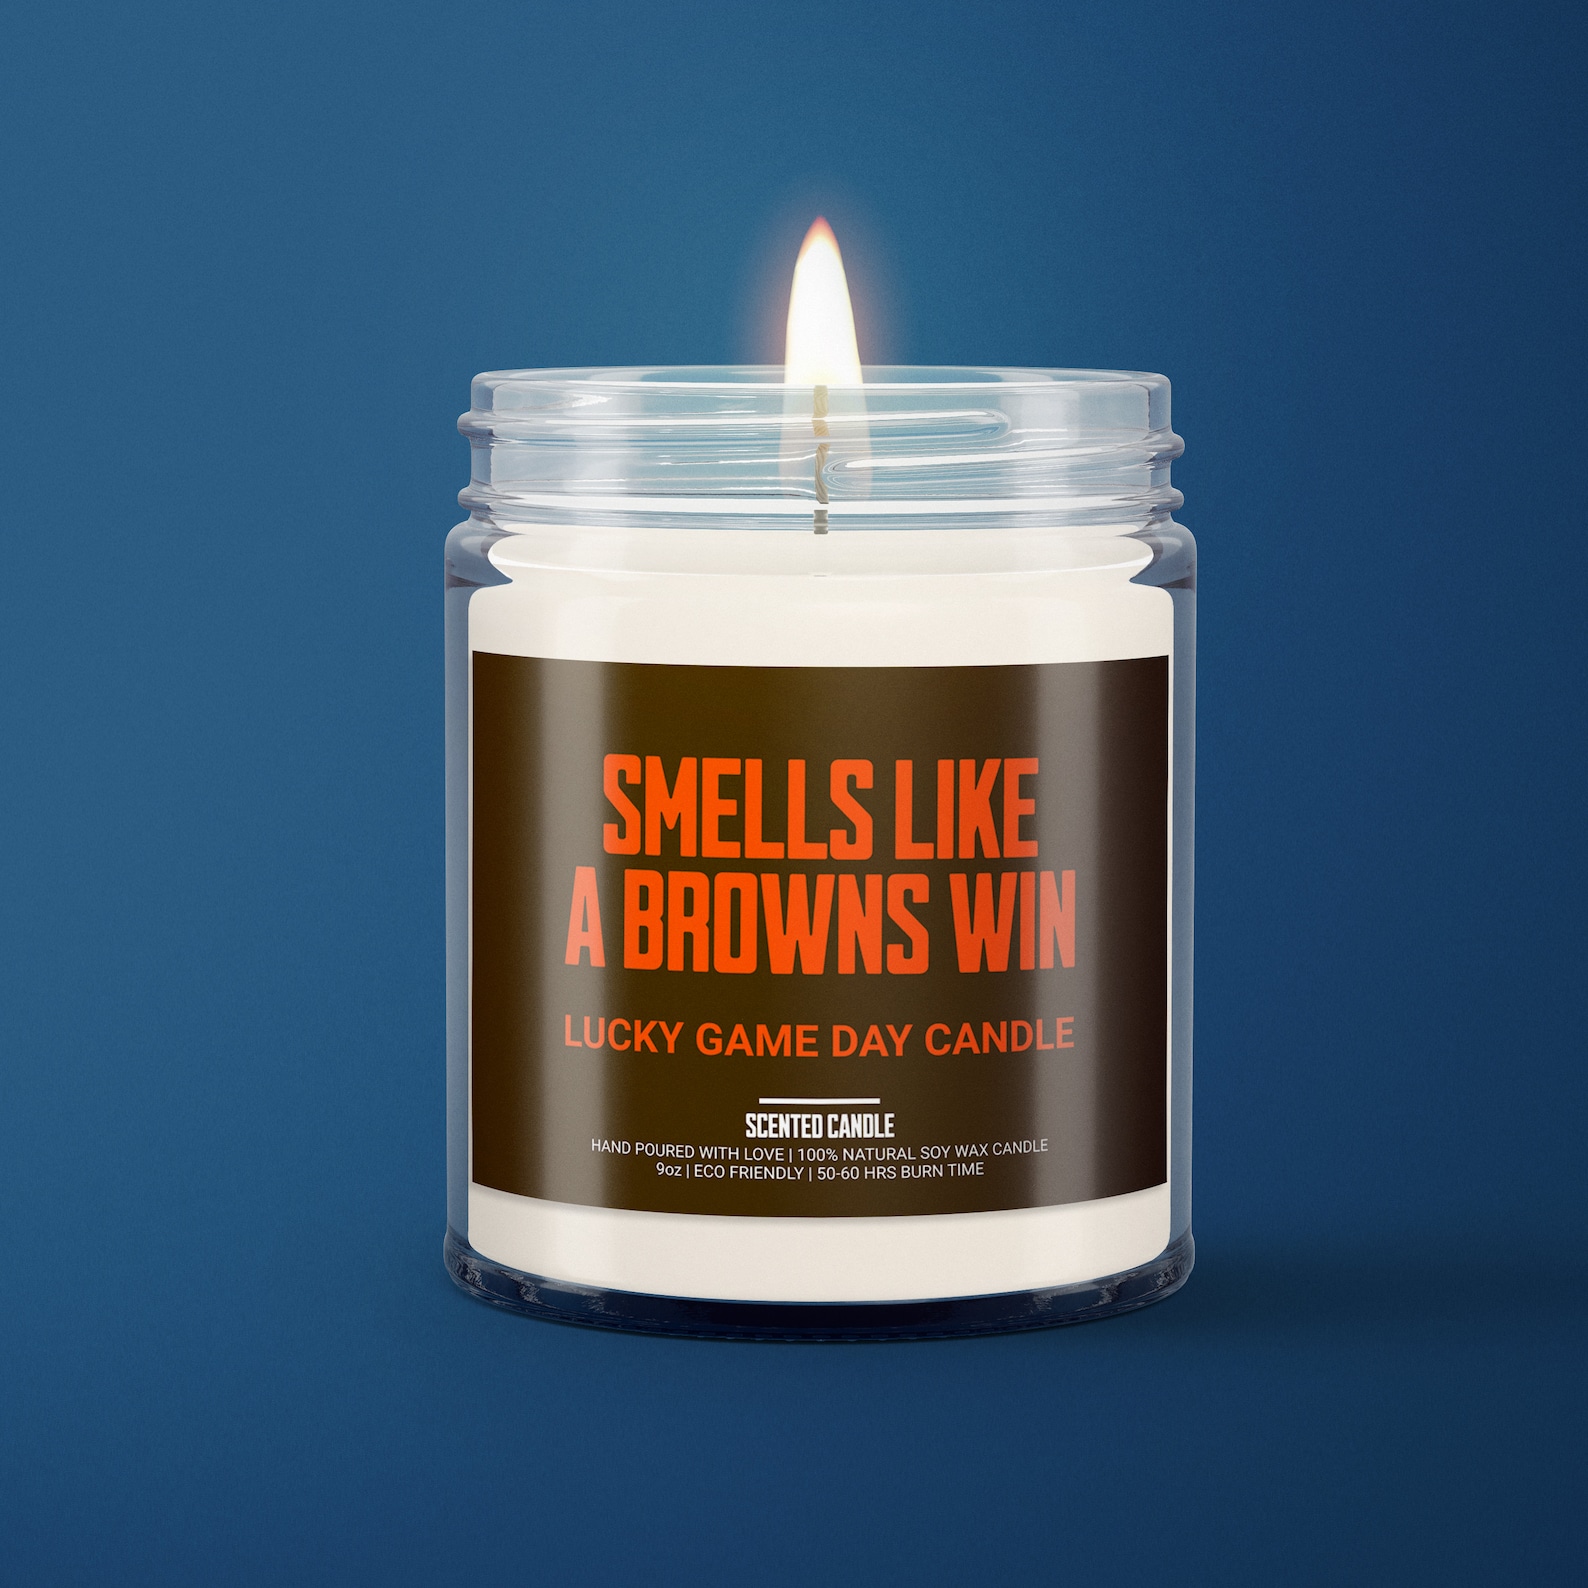 SMELLS LIKE
A BROWNS WIN
LUCKY GAME DAY CANDLE
SCENTED CANDLE
HAND POURED WITH LOVE | 100% NATURAL SOY WAX CANDLE
9oz | ECO FRIENDLY | 50-60 HRS BURN TIME